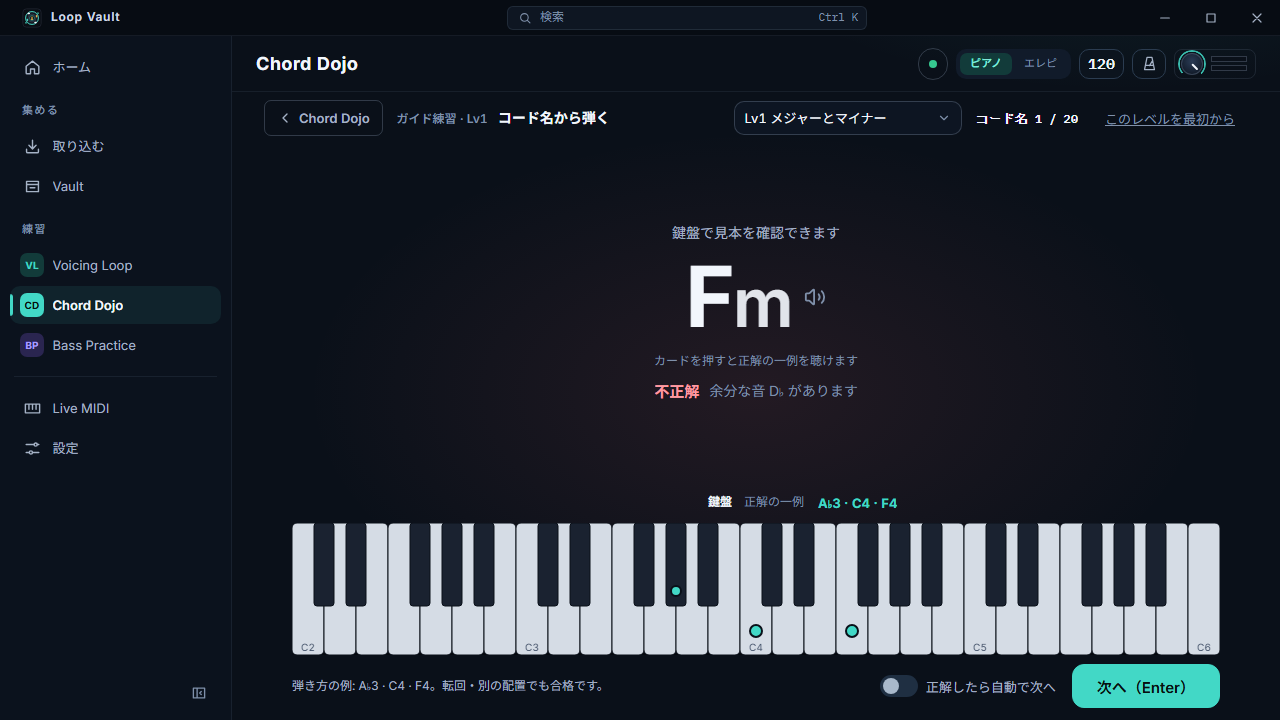 Loop Vault
検索
Ctrl K
ホーム
集める
取り込む
Vault
練習
VL Voicing Loop
CD Chord Dojo
BP Bass Practice
Live MIDI
設定
Chord Dojo
ピアノ エレピ 120
Chord Dojo ガイド練習 · Lv1 コード名から弾く Lv1 メジャーとマイナー コード名 1 / 20 このレベルを最初から
鍵盤で見本を確認できます
Fm
カードを押すと正解の一例を聴けます
不正解 余分な音 D♭ があります
鍵盤 正解の一例 A♭3 · C4 · F4
C2 C3 C4 C5 C6
弾き方の例: A♭3 · C4 · F4。転回・別の配置でも合格です。
正解したら自動で次へ
次へ（Enter）